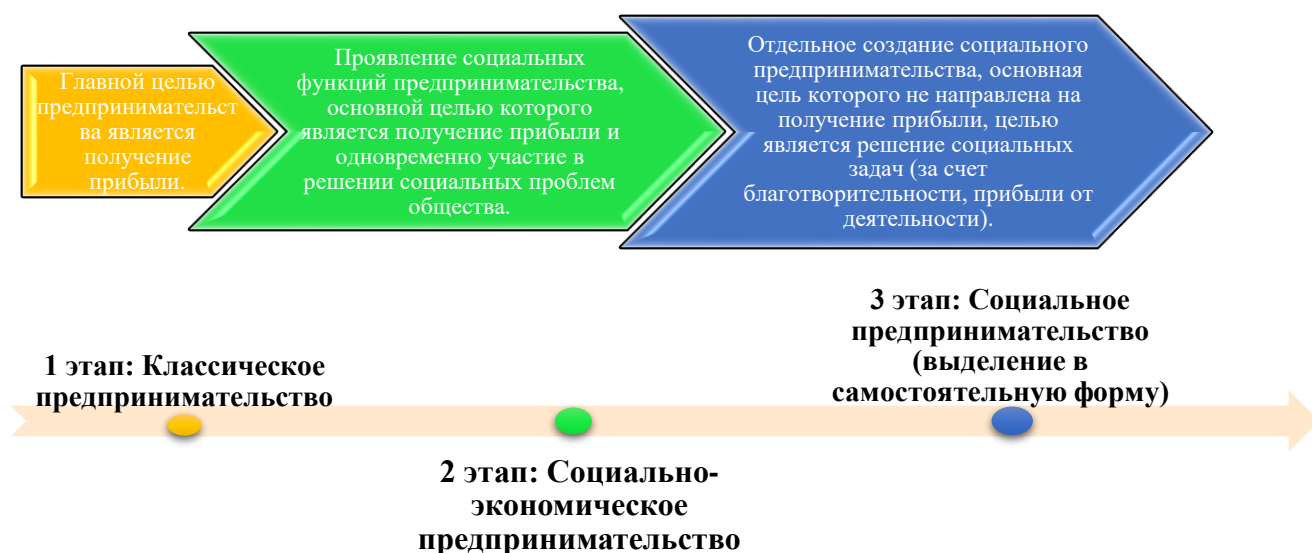 Главной целью
предпринимательст
ва является
получение
прибыли.
Проявление социальных
функций предпринимательства,
основной целью которого
является получение прибыли и
одновременно участие в
решении социальных проблем
общества.
Отдельное создание социального
предпринимательства, основная
цель которого не направлена на
получение прибыли, целью
является решение социальных
задач (за счет
благотворительности, прибыли от
деятельности).
1 этап: Классическое
предпринимательство
2 этап: Социально-
экономическое
предпринимательство
3 этап: Социальное
предпринимательство
(выделение в
самостоятельную форму)